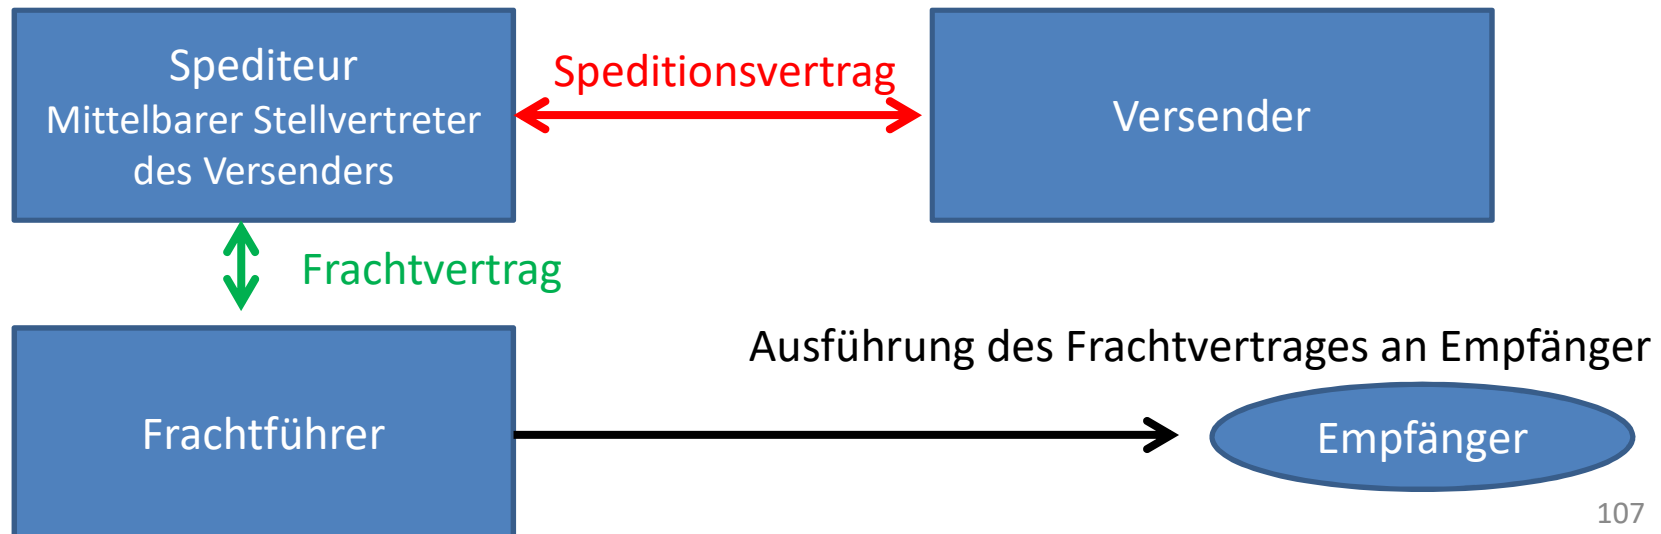 Spediteur
Mittelbarer Stellvertreter
des Versenders
Speditionsvertrag
Versender
Frachtvertrag
Ausführung des Frachtvertrages an Empfänger
Frachtführer
Empfänger
107